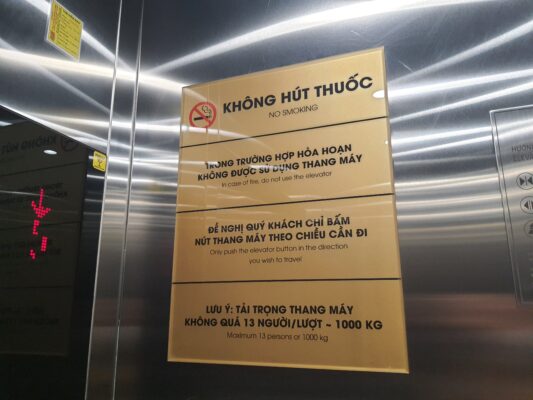 KHÔNG HÚT THUỐC
NO SMOKING
TRONG TRƯỜNG HỢP HỎA HOẠN
KHÔNG ĐƯỢC SỬ DỤNG THANG MÁY
In case of fire, do not use the elevator
ĐỀ NGHỊ QUÝ KHÁCH CHỈ BẤM
NÚT THANG MÁY THEO CHIỀU CẦN ĐI
Only push the elevator button in the direction
you wish to travel
LƯU Ý: TẢI TRỌNG THANG MÁY
KHÔNG QUÁ 13 NGƯỜI/LƯỢT ~ 1000 KG
Maximum 13 persons or 1000 kg